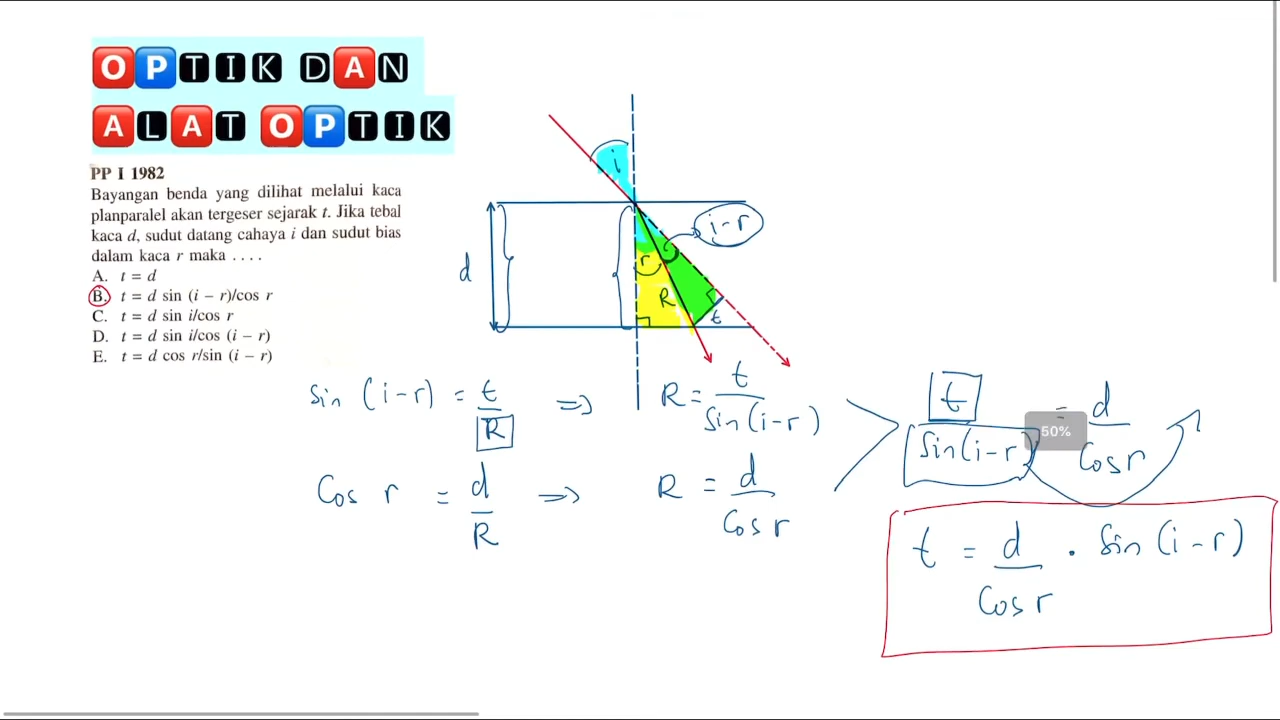 OPTIK DAN
ALAT OPTIK
PP I 1982
Bayangan benda yang dilihat melalui kaca
planparalel akan tergeser sejarak t. Jika tebal
kaca d, sudut datang cahaya i dan sudut bias
dalam kaca r maka . . . .
A. t = d
B. t = d sin (i – r)/cos r
C. t = d sin i/cos r
D. t = d sin i/cos (i – r)
E. t = d cos r/sin (i – r)
i
i-r
d
r
R
t
sin (i-r) = t/R ⇒ R = t/sin(i-r)
Cos r = d/R ⇒ R = d/cos r
t/sin(i-r) = d/cos r
50%
t = d/cos r . sin (i-r)